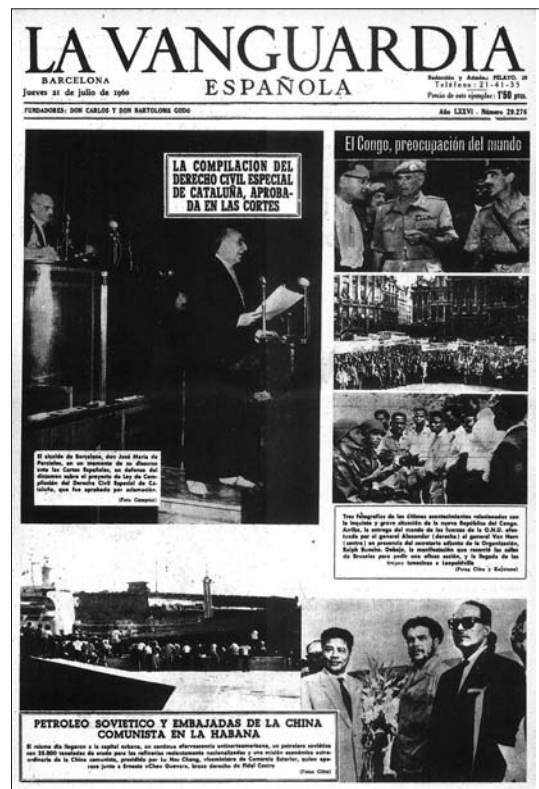 LA VANGUARDIA
BARCELONA
Jueves 21 de julio de 1960
ESPAÑOLA
Redacción y Admón.: PELAYO, 28
Teléfono: 21-41-35
Precio de este ejemplar: 1'50 ptas.
FUNDADORES: DON CARLOS Y DON BARTOLOME GODO
Año LXXVI. - Número 29.276
LA COMPILACION DEL
DERECHO CIVIL ESPECIAL
DE CATALUÑA, APROBA-
DA EN LAS CORTES
El alcalde de Barcelona, don José María de
Porcioles, en un momento de su discurso
ante las Cortes Españolas, en defensa del
dictamen sobre el proyecto de Ley de Com-
pilación del Derecho Civil Especial de Ca-
taluña, que fue aprobado por aclamación.
(Foto Campúa)
El Congo, preocupación del mundo
Tres fotografías de los últimos acontecimientos relacionados con
la inquieta y grave situación de la nueva República del Congo.
Arriba, la entrega del mando de las fuerzas de la O.N.U. efec-
tuada por el general Alexander (derecha) al general Van Horn
(centro) en presencia del secretario adjunto de la Organización,
Ralph Bunche. Debajo, la manifestación que recorrió las calles
de Bruselas para pedir una eficaz acción, y la llegada de las
tropas tunecinas a Leopoldville
(Fotos Cifra y Keystone)
PETROLEO SOVIETICO Y EMBAJADAS DE LA CHINA
COMUNISTA EN LA HABANA
El mismo día llegaron a la capital cubana, en continua efervescencia antinorteamericana, un petrolero soviético
con 25.500 toneladas de crudo para las refinerías recientemente nacionalizadas y una misión económica extra-
ordinaria de la China comunista, presidida por Lu Hsu Chang, viceministro de Comercio Exterior, quien apa-
rece junto a Ernesto «Che» Guevara, brazo derecho de Fidel Castro
(Fotos Cifra)